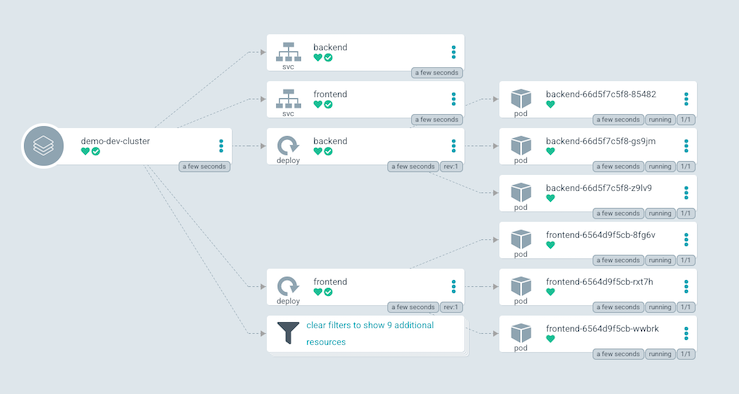 backend
svc
a few seconds
frontend
svc
a few seconds
backend-66d5f7c5f8-85482
pod
a few seconds running 1/1
demo-dev-cluster
a few seconds
backend
deploy
a few seconds rev:1
backend-66d5f7c5f8-gs9jm
pod
a few seconds running 1/1
backend-66d5f7c5f8-z9lv9
pod
a few seconds running 1/1
frontend-6564d9f5cb-8fg6v
pod
a few seconds running 1/1
frontend
deploy
a few seconds rev:1
frontend-6564d9f5cb-rxt7h
pod
a few seconds running 1/1
clear filters to show 9 additional
resources
frontend-6564d9f5cb-wvbrk
pod
a few seconds running 1/1